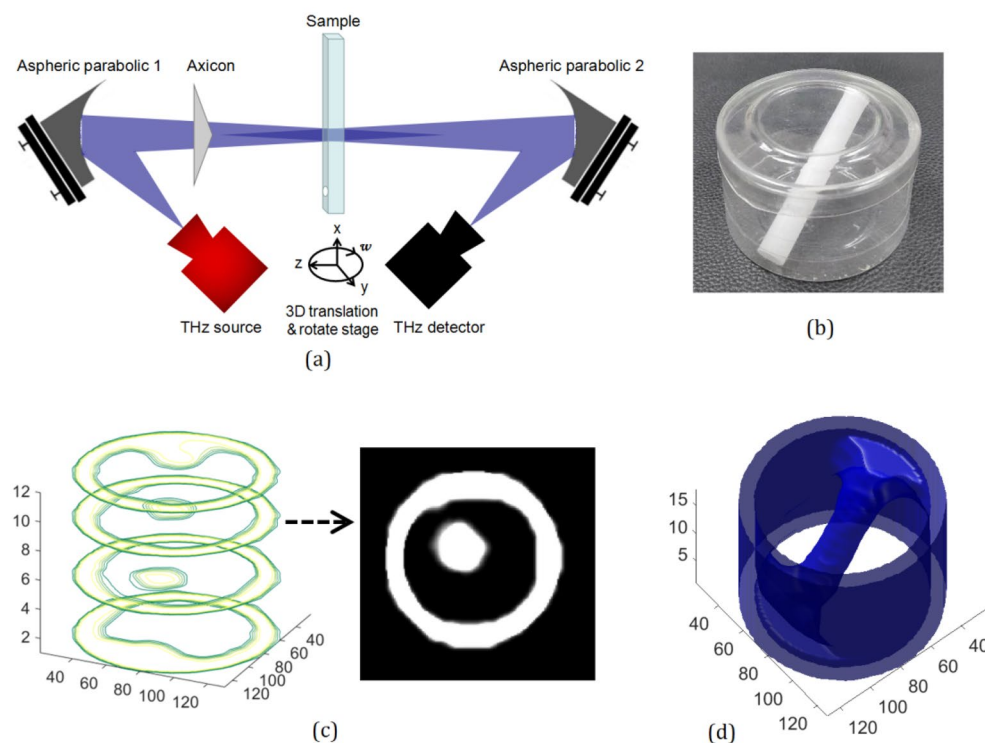 Sample
Aspheric parabolic 1
Axicon
Aspheric parabolic 2
x
w
z
y
THz source
3D translation
& rotate stage
THz detector
(a)
(b)
12
10
8
6
4
2
40
60
80
100
120
40
60
80
100
120
(c)
15
10
5
40
60
80
100
120
40
60
80
100
120
(d)